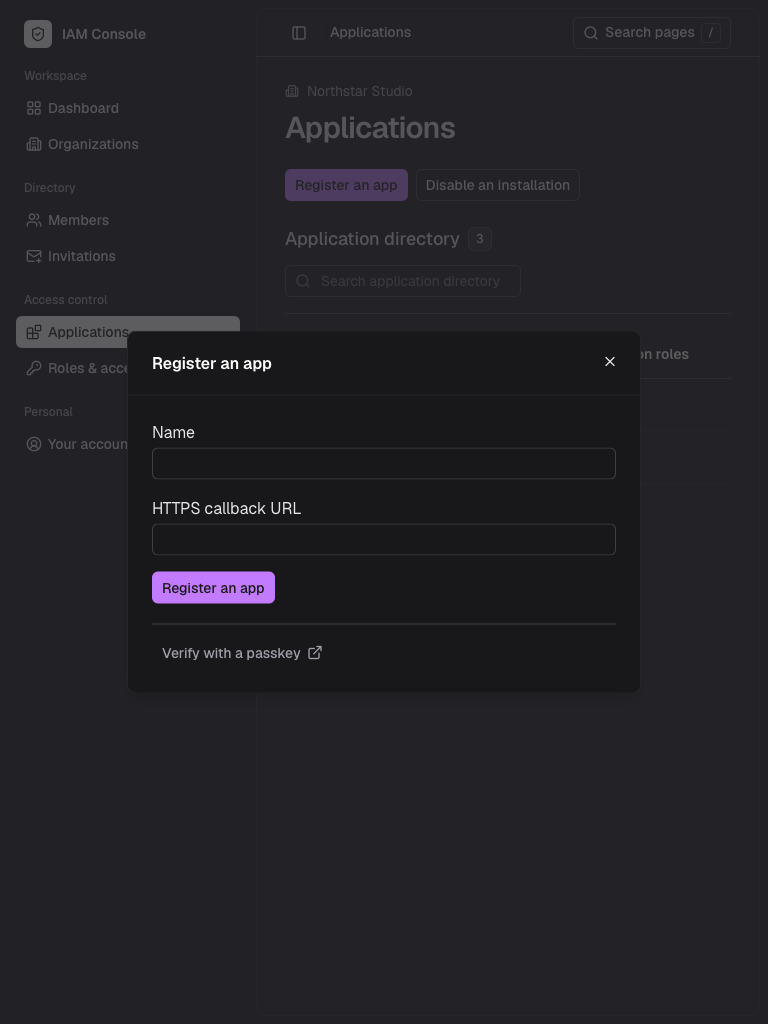 IAM Console
Workspace
Dashboard
Organizations
Directory
Members
Invitations
Access control
Applications
Roles &
Personal
Your
Applications
Search pages /
Northstar Studio
Applications
Register an app
Disable an installation
Application directory 3
Search application directory
roles
Register an app
Name
HTTPS callback URL
Register an app
Verify with a passkey